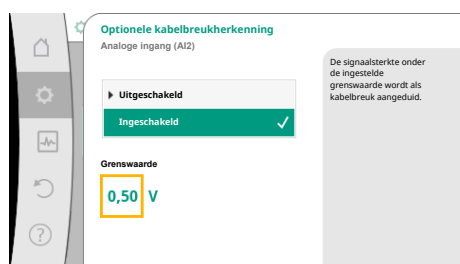 Optionele kabelbreukherkenning
Analoge ingang (AI2)
Uitgeschakeld
Ingeschakeld
Grenswaarde
0,50 V
De signaalsterkte onder
de ingestelde
grenswaarde wordt als
kabelbreuk aangeduid.
?